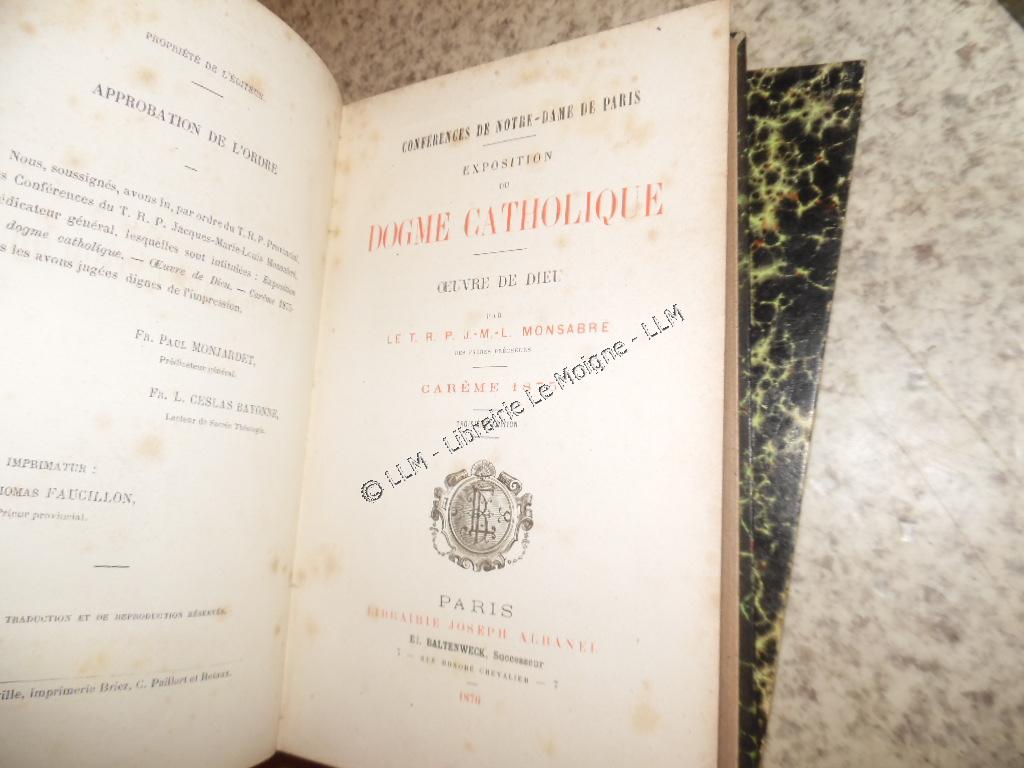 PROPRIÉTÉ DE L'ÉDITEUR.
APPROBATION DE L'ORDRE
Nous, soussignés, avons lu, par ordre du T. R. P. Provincial,
s Conférences du T. R. P. Jacques-Marie-Louis Monsabré,
édicateur général, lesquelles sont intitulées : Exposition
dogme catholique. — Œuvre de Dieu. — Carême 1875.
s les avons jugées dignes de l'impression.
FR. PAUL MONJARDET,
Prédicateur général.
FR. L. CESLAS BAYONNE,
Lecteur de Sacrée Théologie.
IMPRIMATUR :
HOMAS FAUCILLON,
Prieur provincial.
TRADUCTION ET DE REPRODUCTION RÉSERVÉS.
ville, imprimerie Briez, C. Paillart et Retaux.
CONFÉRENCES DE NOTRE-DAME DE PARIS
EXPOSITION
DU
DOGME CATHOLIQUE
ŒUVRE DE DIEU
PAR
LE T. R. P. J.-M.-L. MONSABRÉ
DES FRÈRES PRÊCHEURS
CARÊME
© LLM - Librairie Le Moigne - LLM
PARIS
LIBRAIRIE JOSEPH ALBANEL
El. BALTENWECK, Successeur
7 — RUE HONORÉ CHEVALIER — 7
1876